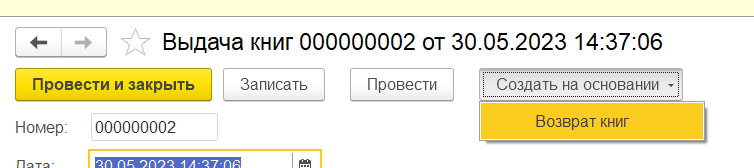 Выдача книг 000000002 от 30.05.2023 14:37:06
Провести и закрыть Записать Провести Создать на основании
Возврат книг
Номер: 000000002
Дата: 30.05.2023 14:37:06